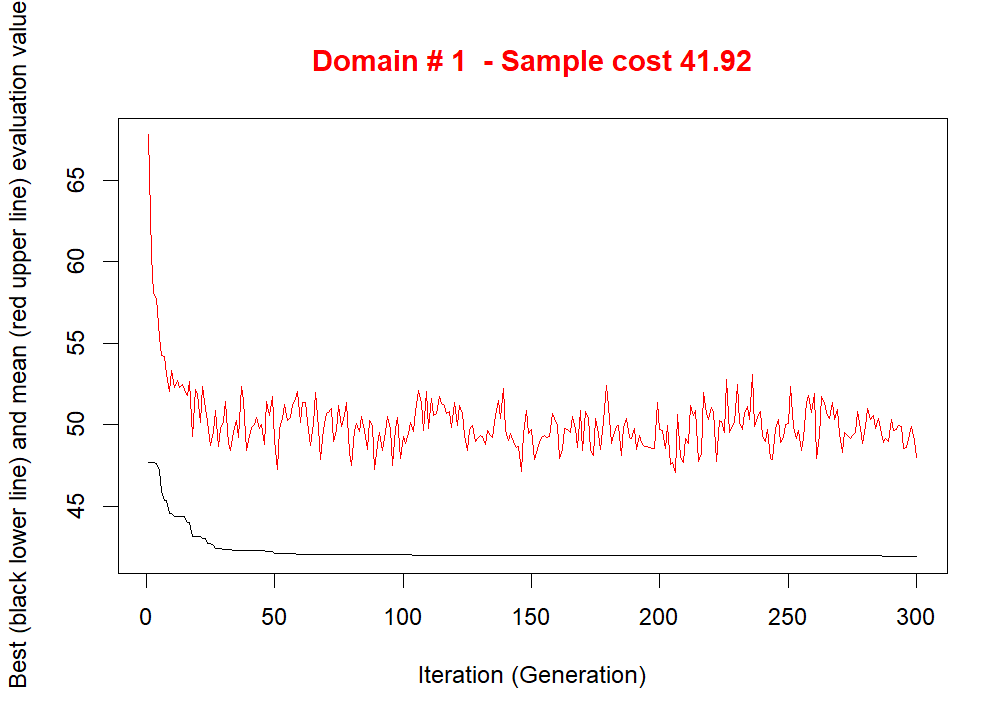 Domain # 1 - Sample cost 41.92
Best (black lower line) and mean (red upper line) evaluation value
65
60
55
50
45
0 50 100 150 200 250 300
Iteration (Generation)